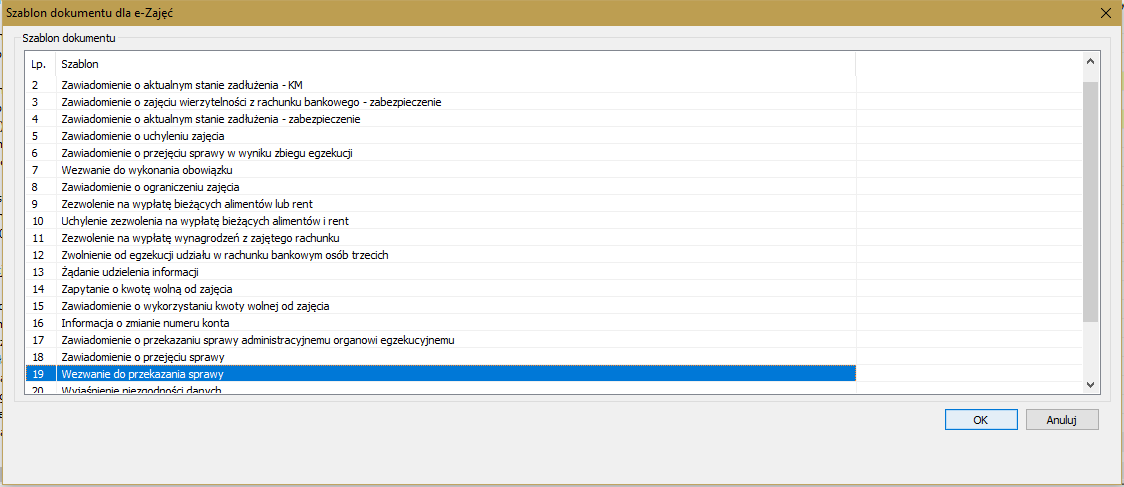 Szablon dokumentu dla e-Zajęć
Szablon dokumentu
Lp. Szablon
2 Zawiadomienie o aktualnym stanie zadłużenia - KM
3 Zawiadomienie o zajęciu wierzytelności z rachunku bankowego - zabezpieczenie
4 Zawiadomienie o aktualnym stanie zadłużenia - zabezpieczenie
5 Zawiadomienie o uchyleniu zajęcia
6 Zawiadomienie o przejęciu sprawy w wyniku zbiegu egzekucji
7 Wezwanie do wykonania obowiązku
8 Zawiadomienie o ograniczeniu zajęcia
9 Zezwolenie na wypłatę bieżących alimentów lub rent
10 Uchylenie zezwolenia na wypłatę bieżących alimentów i rent
11 Zezwolenie na wypłatę wynagrodzeń z zajętego rachunku
12 Zwolnienie od egzekucji udziału w rachunku bankowym osób trzecich
13 Żądanie udzielenia informacji
14 Zapytanie o kwotę wolną od zajęcia
15 Zawiadomienie o wykorzystaniu kwoty wolnej od zajęcia
16 Informacja o zmianie numeru konta
17 Zawiadomienie o przekazaniu sprawy administracyjnemu organowi egzekucyjnemu
18 Zawiadomienie o przejęciu sprawy
19 Wezwanie do przekazania sprawy
20 Wyjaśnienie niezgodności danych
OK Anuluj